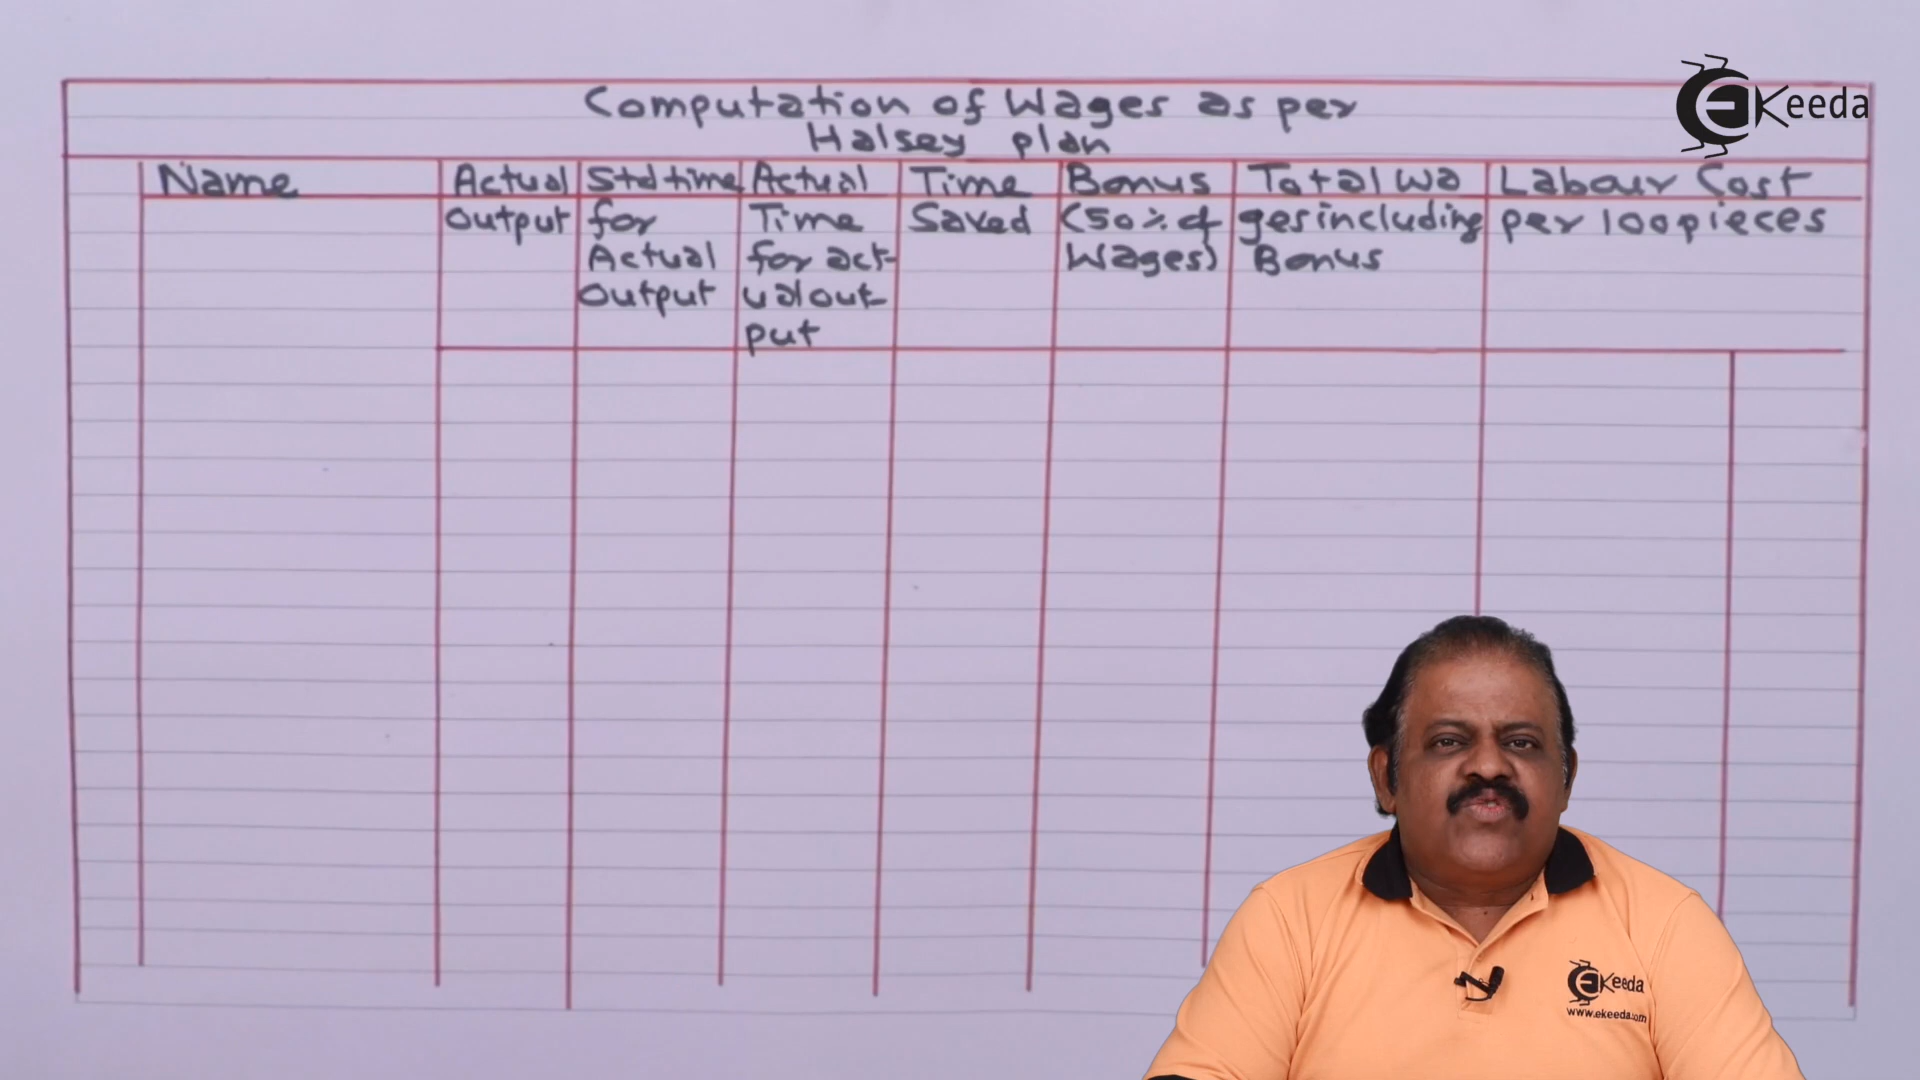 Computation of Wages as per
Halsey plan
Name
Actual
output
Std time
for
Actual
output
Actual
Time
for act-
ual out-
put
Time
Saved
Bonus
(50% of
Wages)
Total Wa
ges including
Bonus
Labour Cost
per 100 pieces
EKeeda
EKeeda
www.ekeeda.com